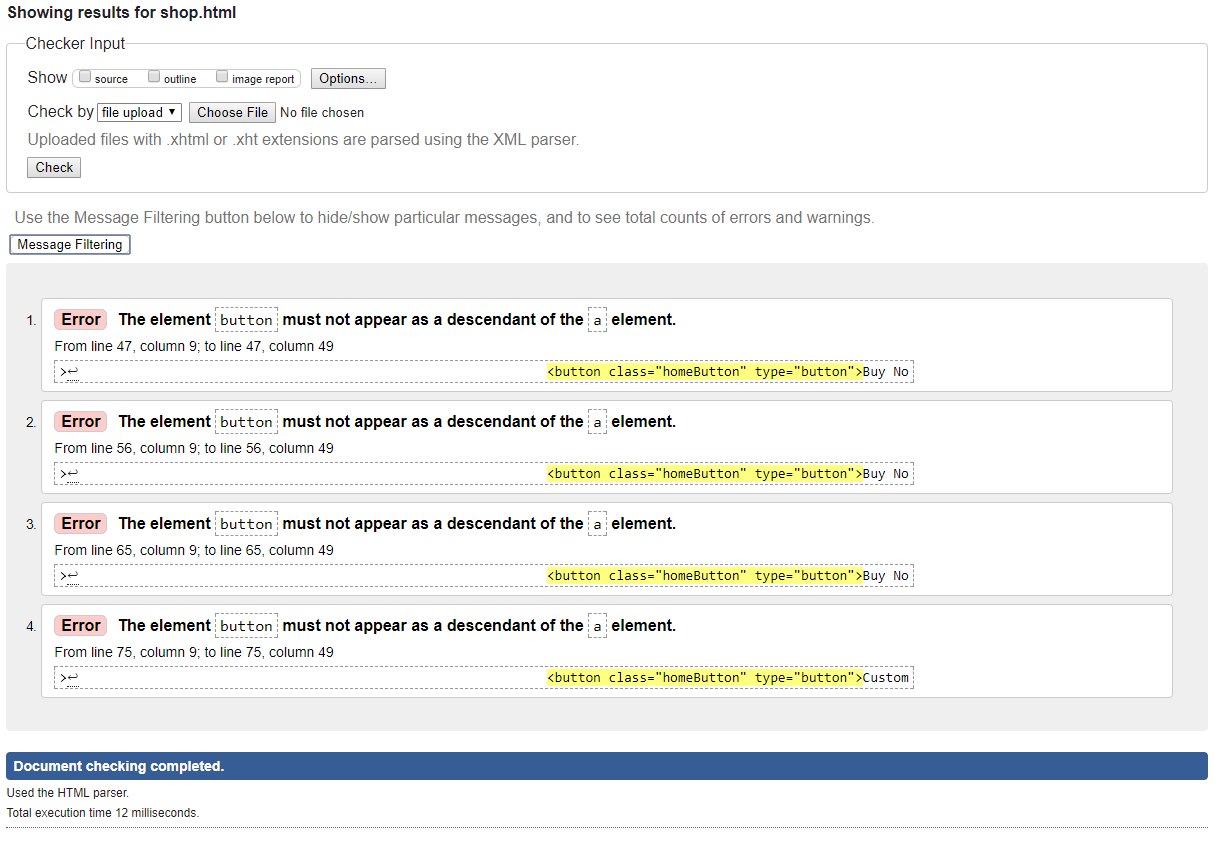 Showing results for shop.html
Checker Input
Show source outline image report Options...
Check by file upload ▼ Choose File No file chosen
Uploaded files with .xhtml or .xht extensions are parsed using the XML parser.
Check
Use the Message Filtering button below to hide/show particular messages, and to see total counts of errors and warnings.
Message Filtering
1. Error The element button must not appear as a descendant of the a element.
From line 47, column 9; to line 47, column 49
>↩ <button class="homeButton" type="button">Buy No
2. Error The element button must not appear as a descendant of the a element.
From line 56, column 9; to line 56, column 49
>↩ <button class="homeButton" type="button">Buy No
3. Error The element button must not appear as a descendant of the a element.
From line 65, column 9; to line 65, column 49
>↩ <button class="homeButton" type="button">Buy No
4. Error The element button must not appear as a descendant of the a element.
From line 75, column 9; to line 75, column 49
>↩ <button class="homeButton" type="button">Custom
Document checking completed.
Used the HTML parser.
Total execution time 12 milliseconds.